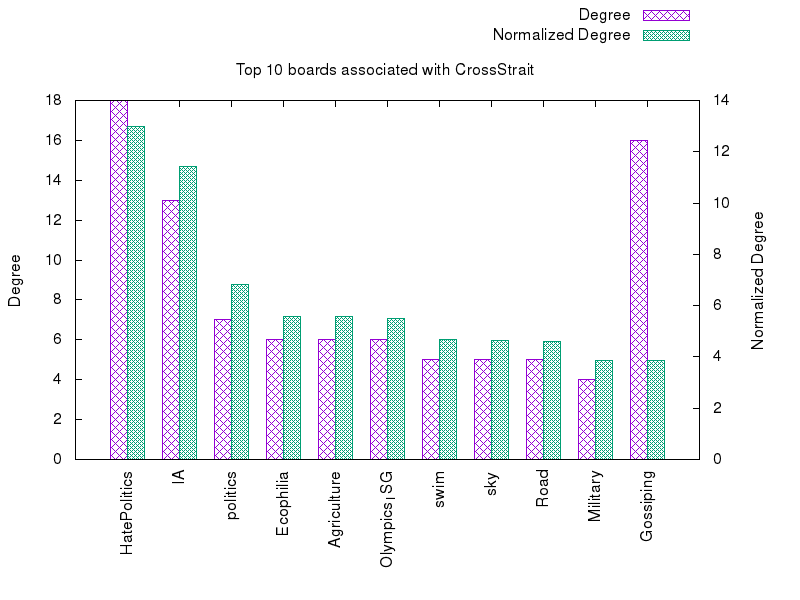 Degree
Normalized Degree
Top 10 boards associated with CrossStrait
18
16
14
12
10
8
6
4
2
0
14
12
10
8
6
4
2
0
Degree
Normalized Degree
HatePolitics
IA
politics
Ecophilia
Agriculture
Olympics|SG
swim
sky
Road
Military
Gossiping